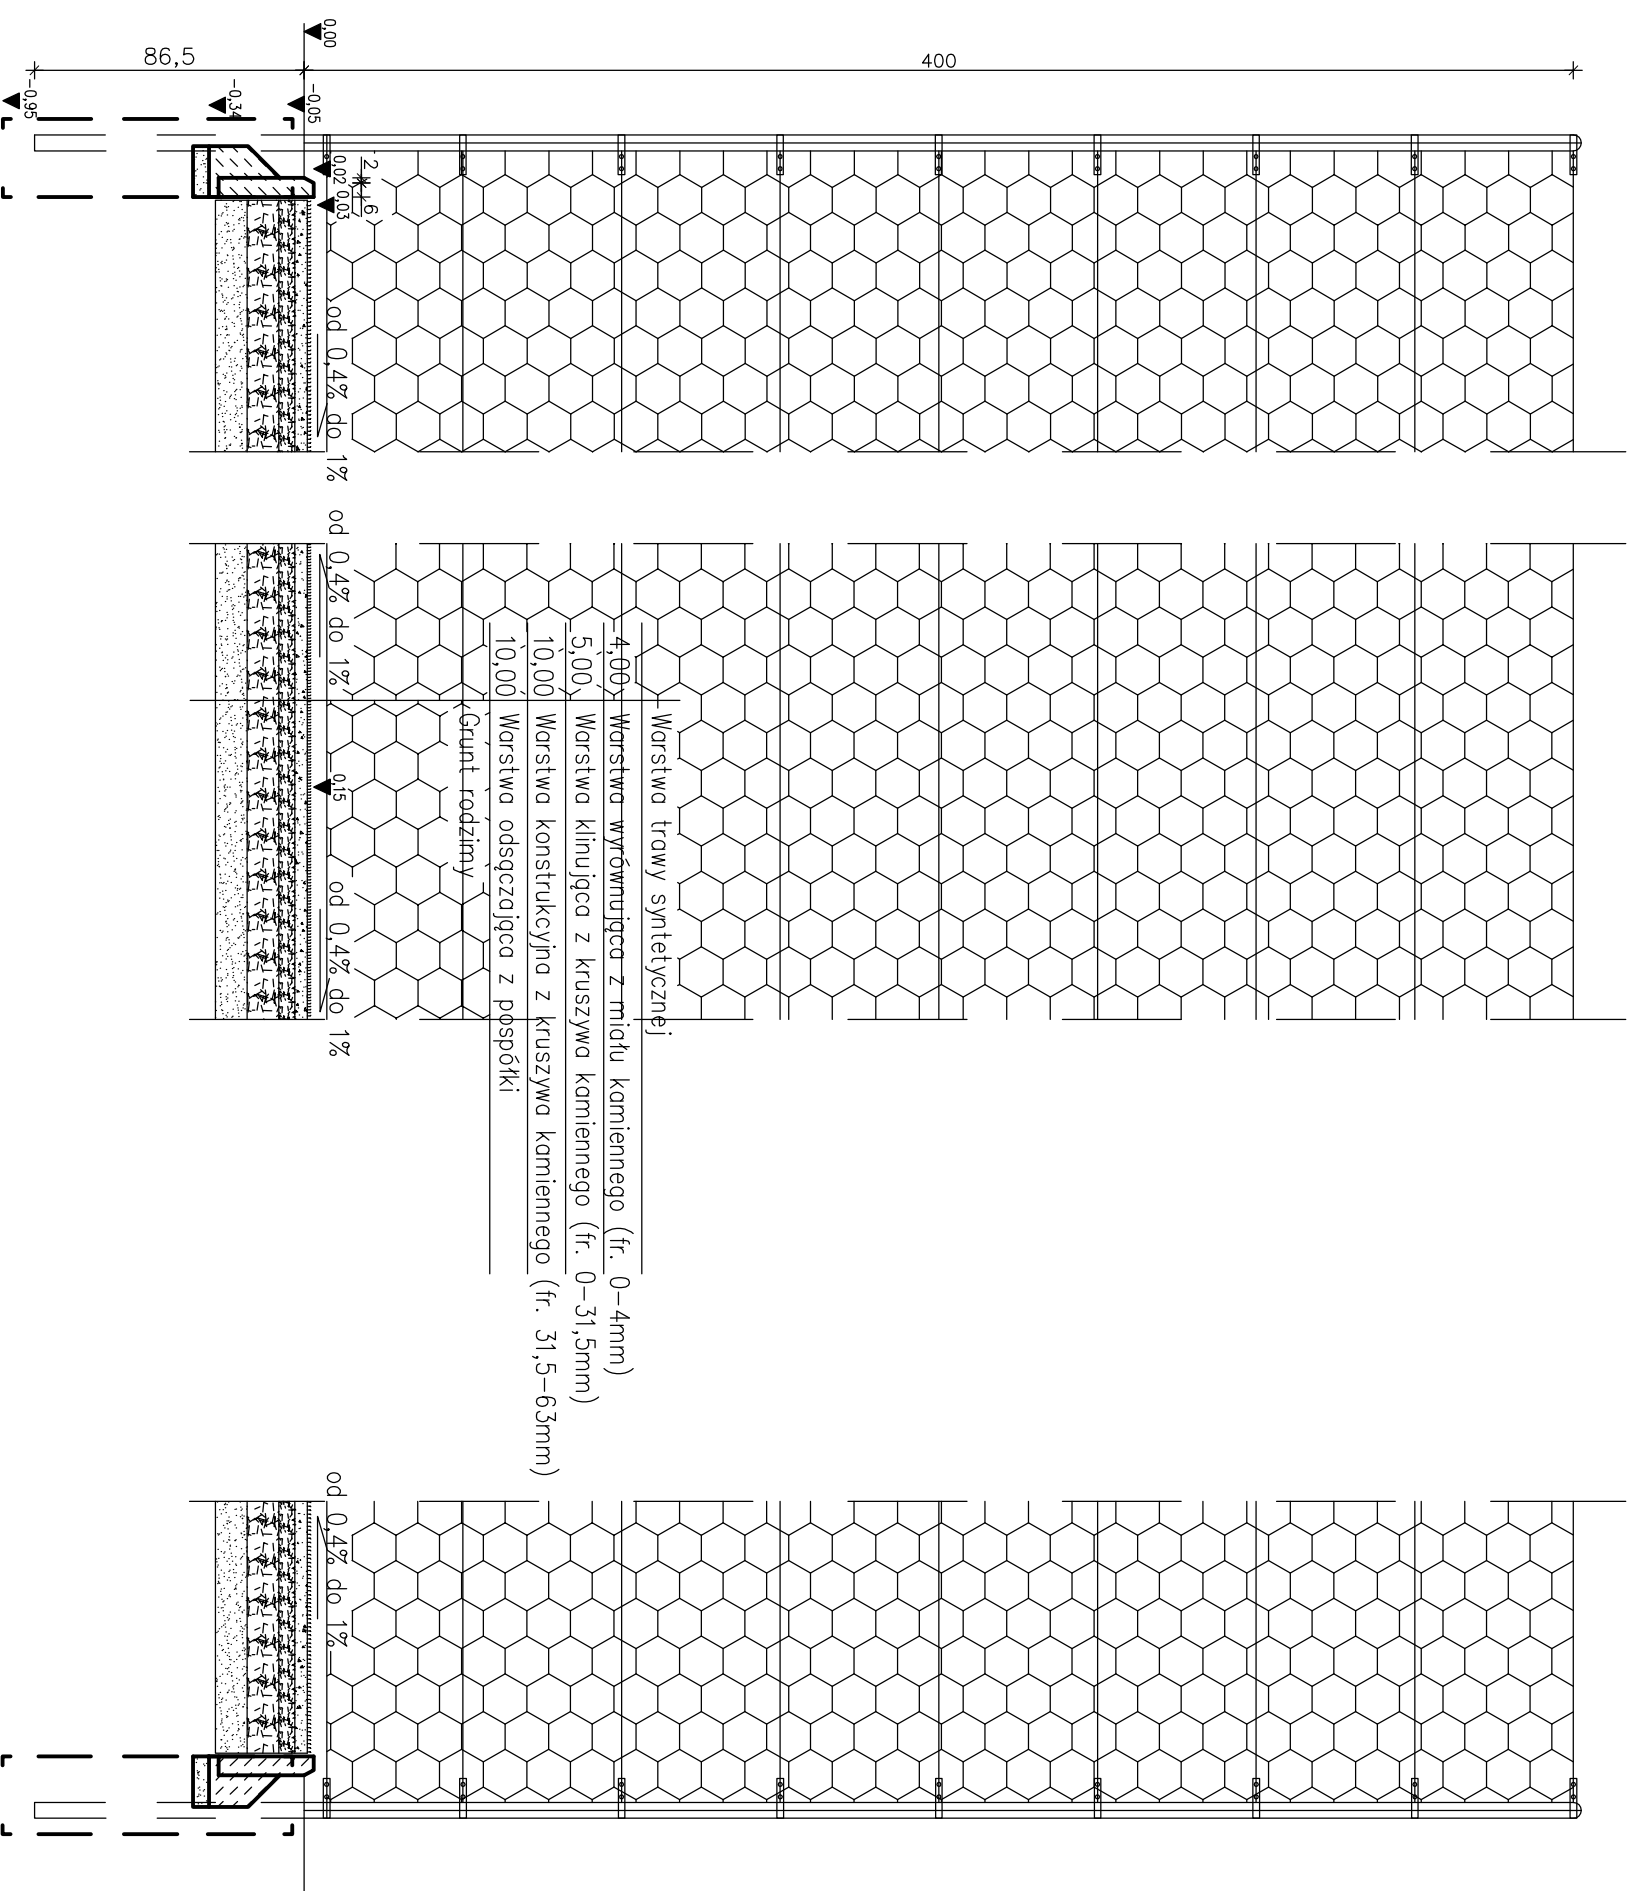 86,5
400
0,00
-0,95
-0,34
-0,05
0,02
0,03
2
6
od 0,4% do 1%
od 0,4% do 1%
0,15
od 0,4% do 1%
od 0,4% do 1%
Warstwa trawy syntetycznej
4,00 Warstwa wyrównująca z miału kamiennego (fr. 0-4mm)
5,00 Warstwa klinująca z kruszywa kamiennego (fr. 0-31,5mm)
10,00 Warstwa konstrukcyjna z kruszywa kamiennego (fr. 31,5-63mm)
10,00 Warstwa odsączająca z pospółki
Grunt rodzimy